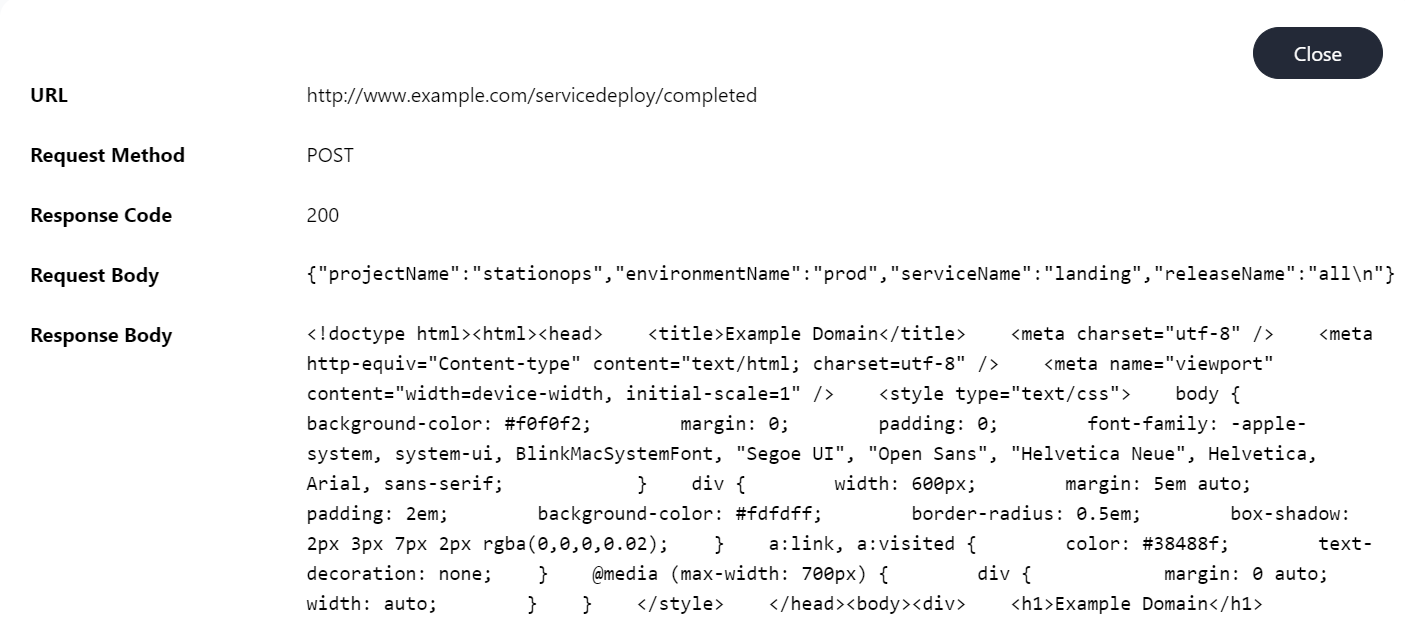 Close
URL http://www.example.com/servicedeploy/completed
Request Method POST
Response Code 200
Request Body {"projectName":"stationops","environmentName":"prod","serviceName":"landing","releaseName":"all\n"}
Response Body <!doctype html><html><head>    <title>Example Domain</title>    <meta charset="utf-8" />    <meta
http-equiv="Content-type" content="text/html; charset=utf-8" />    <meta name="viewport"
content="width=device-width, initial-scale=1" />    <style type="text/css">    body {
background-color: #f0f0f2;        margin: 0;        padding: 0;        font-family: -apple-
system, system-ui, BlinkMacSystemFont, "Segoe UI", "Open Sans", "Helvetica Neue", Helvetica,
Arial, sans-serif;            }    div {        width: 600px;        margin: 5em auto;
padding: 2em;        background-color: #fdfdff;        border-radius: 0.5em;        box-shadow:
2px 3px 7px 2px rgba(0,0,0,0.02);    }    a:link, a:visited {        color: #38488f;        text-
decoration: none;    }    @media (max-width: 700px) {        div {            margin: 0 auto;
width: auto;        }    }    </style>    </head><body><div>    <h1>Example Domain</h1>